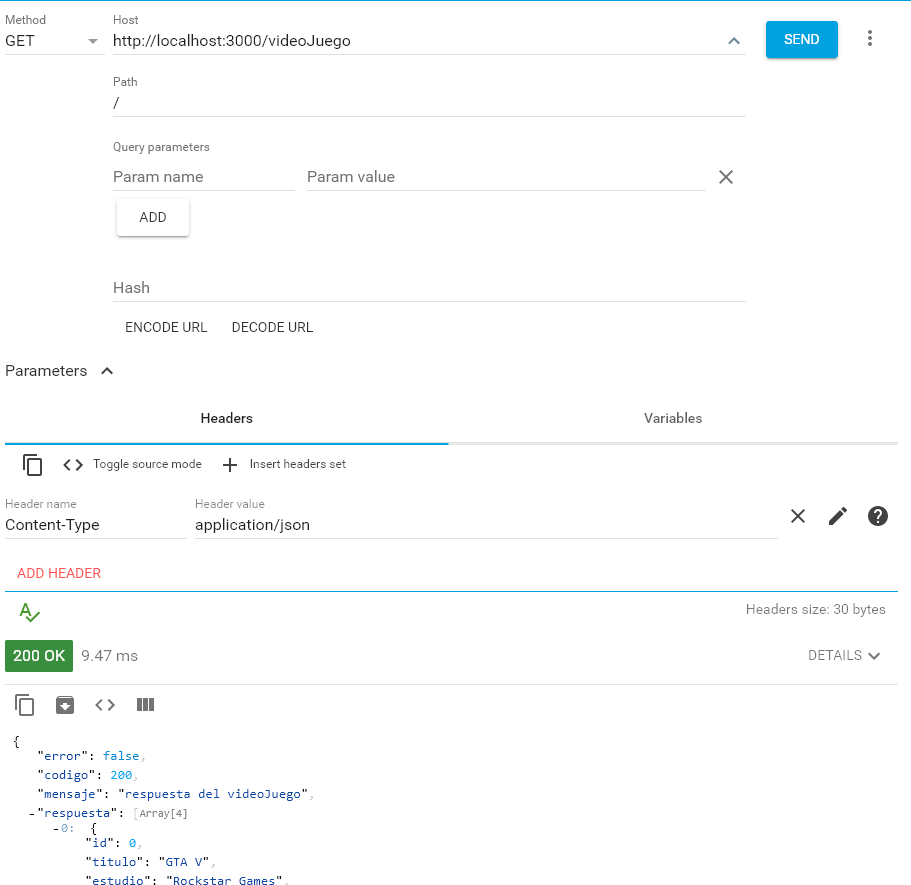 Method
Host
GET
http://localhost:3000/videoJuego
SEND
Path
/
Query parameters
Param name
Param value
ADD
Hash
ENCODE URL
DECODE URL
Parameters
Headers
Variables
Toggle source mode
Insert headers set
Header name
Header value
Content-Type
application/json
ADD HEADER
Headers size: 30 bytes
200 OK
9.47 ms
DETAILS
{
"error": false,
"codigo": 200,
"mensaje": "respuesta del videoJuego",
-"respuesta": [Array[4]
-0: {
"id": 0,
"titulo": "GTA V",
"estudio": "Rockstar Games",